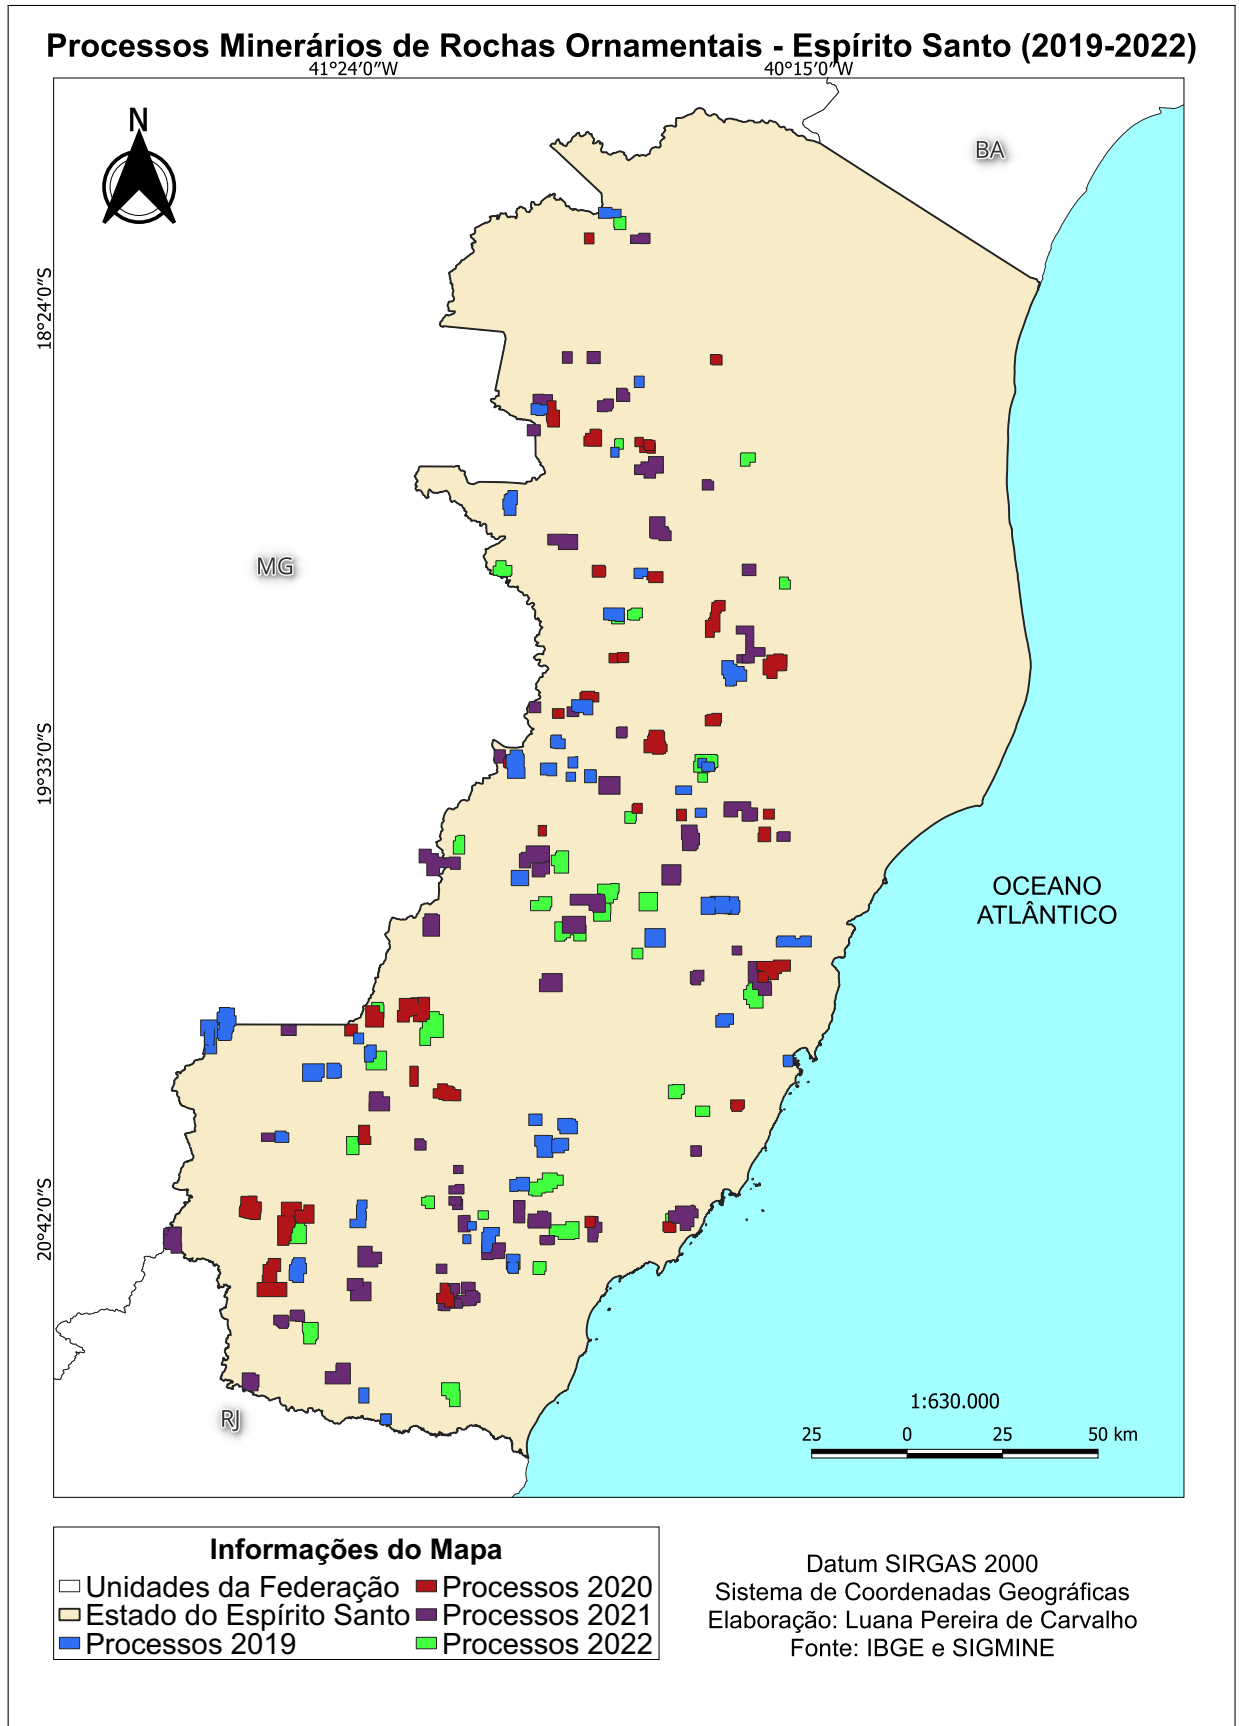 Processos Minerários de Rochas Ornamentais - Espírito Santo (2019-2022)
41°24′0″W
40°15′0″W
N
BA
18°24′0″S
MG
19°33′0″S
OCEANO
ATLÂNTICO
20°42′0″S
RJ
1:630.000
25 0 25 50 km
Informações do Mapa
Unidades da Federação
Estado do Espírito Santo
Processos 2019
Processos 2020
Processos 2021
Processos 2022
Datum SIRGAS 2000
Sistema de Coordenadas Geográficas
Elaboração: Luana Pereira de Carvalho
Fonte: IBGE e SIGMINE